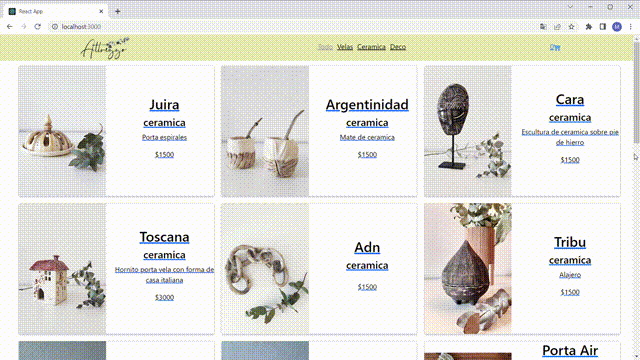 React App
localhost:3000
M
Attrezzo
Todo Velas Ceramica Deco
Juira
ceramica
Porta espirales
$1500
Argentinidad
ceramica
Mate de ceramica
$1500
Cara
ceramica
Escultura de ceramica sobre pie
de hierro
$1500
Toscana
ceramica
Hornito porta vela con forma de
casa italiana
$3000
Adn
ceramica
$1500
Tribu
ceramica
Alajero
$1500
Porta Air